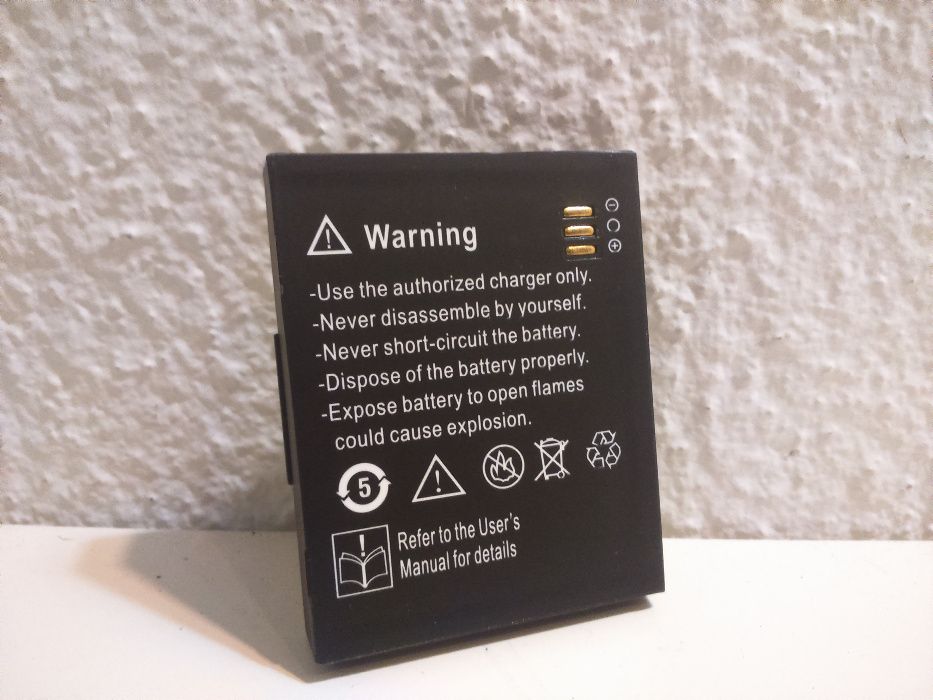 Warning
-Use the authorized charger only.
-Never disassemble by yourself.
-Never short-circuit the battery.
-Dispose of the battery properly.
-Expose battery to open flames
could cause explosion.
5
Refer to the User's
Manual for details